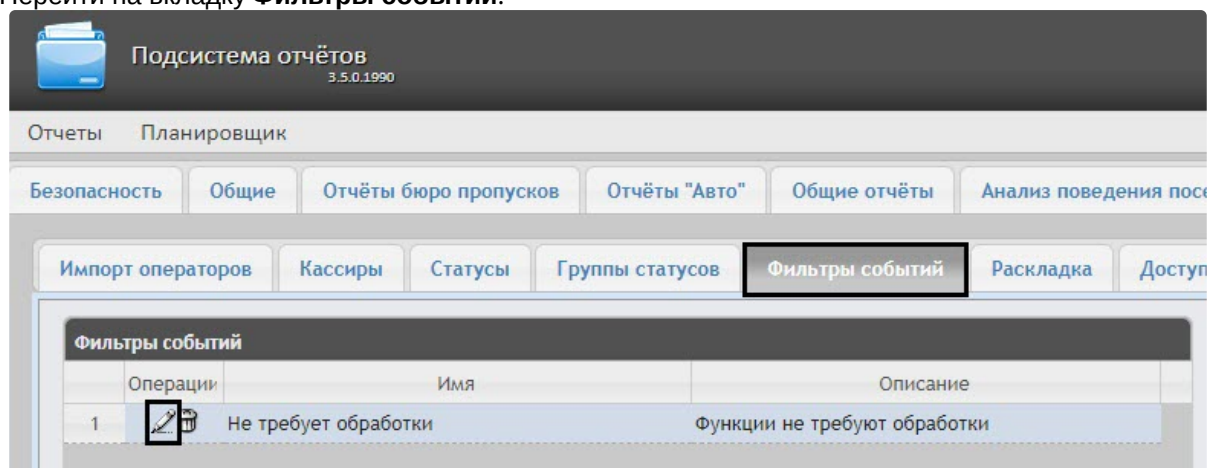 Перейти на вкладку Фильтры событий.
Подсистема отчётов
3.5.0.1990
Отчеты Планировщик
Безопасность Общие Отчёты бюро пропусков Отчёты "Авто" Общие отчёты Анализ поведения посе
Импорт операторов Кассиры Статусы Группы статусов Фильтры событий Раскладка Доступ
Фильтры событий
Операции Имя Описание
1 Не требует обработки Функции не требуют обработки